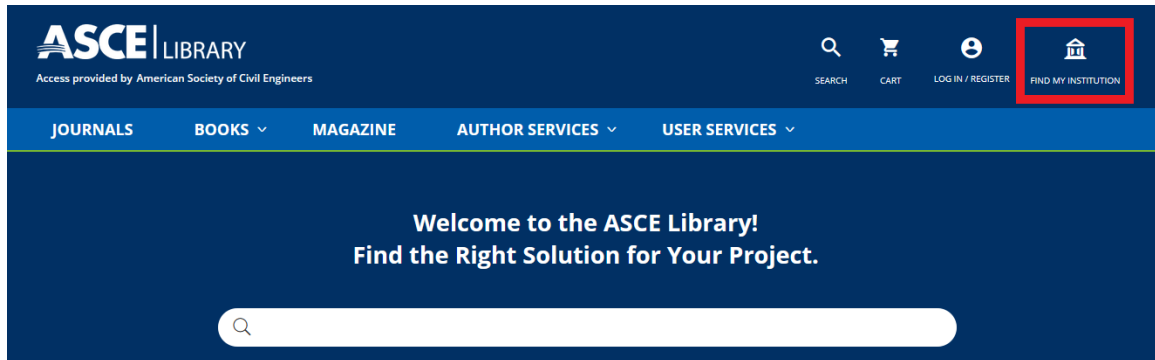 ASCE LIBRARY
Access provided by American Society of Civil Engineers
SEARCH
CART
LOG IN / REGISTER
FIND MY INSTITUTION
JOURNALS
BOOKS
MAGAZINE
AUTHOR SERVICES
USER SERVICES
Welcome to the ASCE Library!
Find the Right Solution for Your Project.